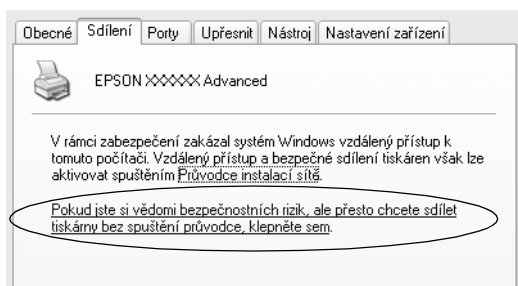 Obecné Sdílení Porty Upřesnit Nástroj Nastavení zařízení
EPSON XXXXXX Advanced
V rámci zabezpečení zakázal systém Windows vzdálený přístup k
tomuto počítači. Vzdálený přístup a bezpečné sdílení tiskáren však lze
aktivovat spuštěním Průvodce instalací sítě.
Pokud jste si vědomi bezpečnostních rizik, ale přesto chcete sdílet
tiskárny bez spuštění průvodce, klepněte sem.